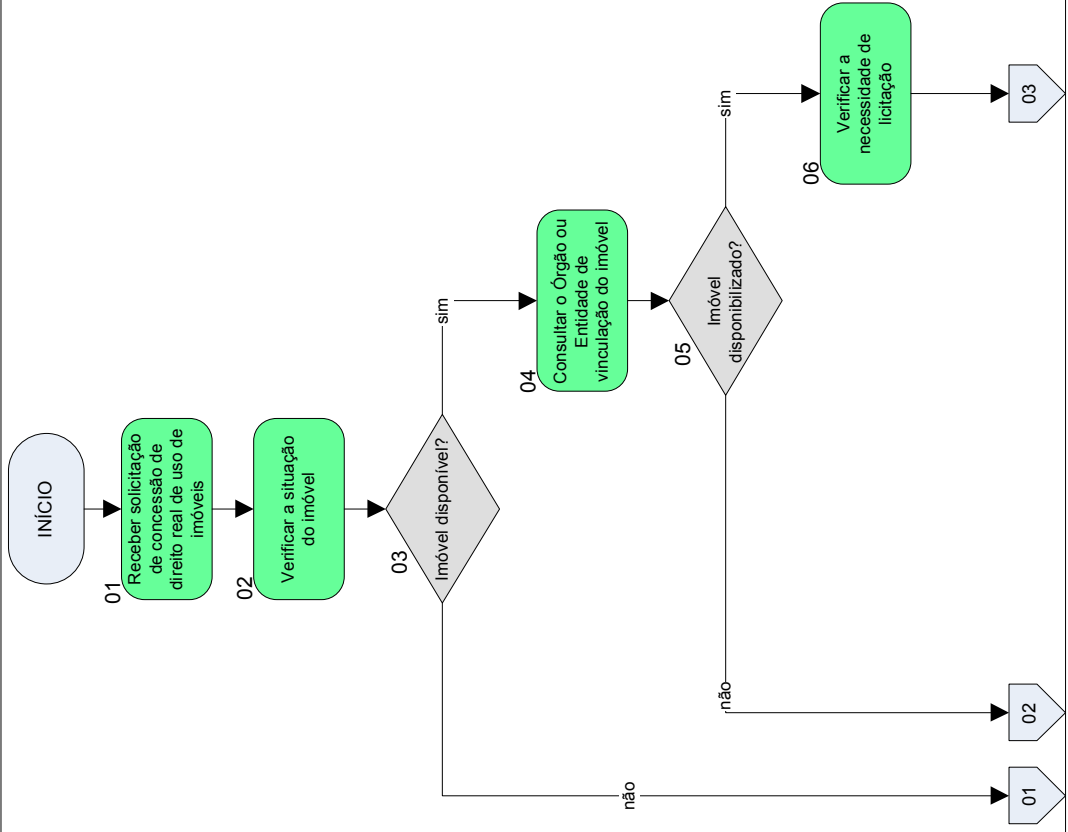 INÍCIO
01
Receber solicitação
de concessão de
direito real de uso de
imóveis
02
Verificar a situação
do imóvel
03
Imóvel disponível?
sim
não
04
Consultar o Órgão ou
Entidade de
vinculação do imóvel
05
Imóvel
disponibilizado?
sim
não
06
Verificar a
necessidade de
licitação
01
02
03